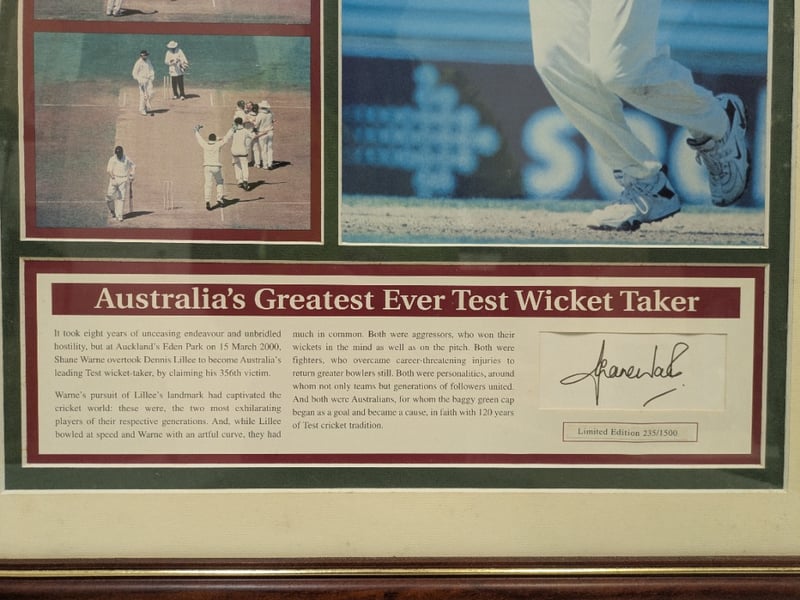 Australia's Greatest Ever Test Wicket Taker
It took eight years of unceasing endeavour and unbridled
hostility, but at Auckland's Eden Park on 15 March 2000,
Shane Warne overtook Dennis Lillee to become Australia's
leading Test wicket-taker, by claiming his 356th victim.
Warne's pursuit of Lillee's landmark had captivated the
cricket world: these were, the two most exhilarating
players of their respective generations. And, while Lillee
bowled at speed and Warne with an artful curve, they had
much in common. Both were aggressors, who won their
wickets in the mind as well as on the pitch. Both were
fighters, who overcame career-threatening injuries to
return greater bowlers still. Both were personalities, around
whom not only teams but generations of followers united.
And both were Australians, for whom the baggy green cap
began as a goal and became a cause, in faith with 120 years
of Test cricket tradition.
Limited Edition 235/1500